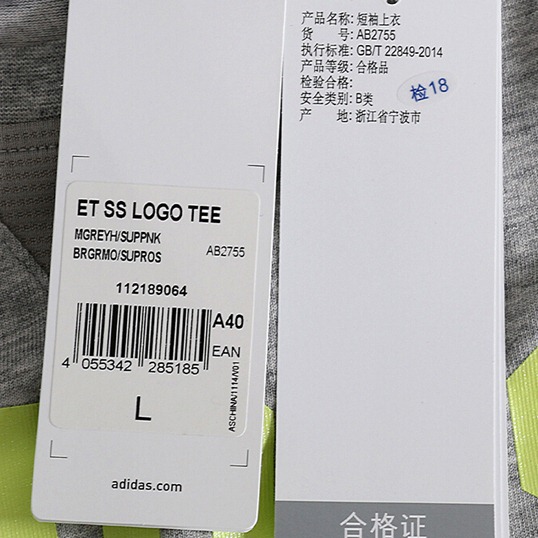 ET SS LOGO TEE
MGREYH/SUPPNK
BRGRMO/SUPROS
AB2755
112189064
A40
EAN
4 055342 285185
L
ASCHINA/1114/V01
adidas.com
产品名称: 短袖上衣
货 号: AB2755
执行标准: GB/T 22849-2014
产品等级: 合格品
检验合格:
检18
安全类别: B类
产 地: 浙江省宁波市
合格证